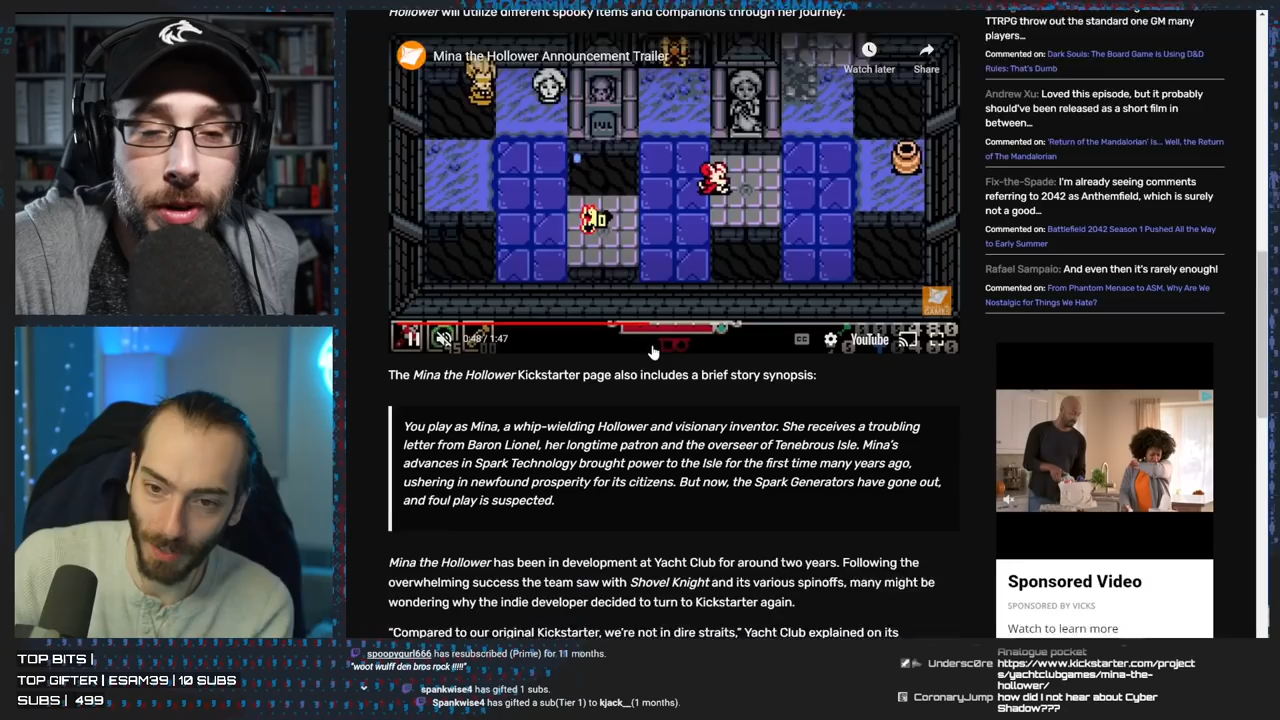 Hollower will utilize different spooky items and companions through her journey.
Mina the Hollower Announcement Trailer
Watch later
Share
0:48 / 1:47
CC
YouTube
The Mina the Hollower Kickstarter page also includes a brief story synopsis:
You play as Mina, a whip-wielding Hollower and visionary inventor. She receives a troubling
letter from Baron Lionel, her longtime patron and the overseer of Tenebrous Isle. Mina's
advances in Spark Technology brought power to the Isle for the first time many years ago,
ushering in newfound prosperity for its citizens. But now, the Spark Generators have gone out,
and foul play is suspected.
Mina the Hollower has been in development at Yacht Club for around two years. Following the
overwhelming success the team saw with Shovel Knight and its various spinoffs, many might be
wondering why the indie developer decided to turn to Kickstarter again.
“Compared to our original Kickstarter, we’re not in dire straits,” Yacht Club explained on its
TTRPG throw out the standard one GM many
players…
Commented on: Dark Souls: The Board Game Is Using D&D
Rules: That's Dumb
Andrew Xu: Loved this episode, but it probably
should've been released as a short film in
between…
Commented on: 'Return of the Mandalorian' Is… Well, the Return
of The Mandalorian
Fix-the-Spade: I'm already seeing comments
referring to 2042 as Anthemfield, which is surely
not a good…
Commented on: Battlefield 2042 Season 1 Pushed All the Way
to Early Summer
Rafael Sampaio: And even then it's rarely enough!
Commented on: From Phantom Menace to ASM, Why Are We
Nostalgic for Things We Hate?
Sponsored Video
SPONSORED BY VICKS
Watch to learn more
TOP BITS |
TOP GIFTER | ESAM39 | 10 SUBS
SUBS | 499
spoopygurl666 has resubscribed (Prime) for 11 months.
"woot wulff den bros rock !!!!!"
spankwise4 has gifted 1 subs.
Spankwise4 has gifted a sub(Tier 1) to kjack__(1 months).
Analogue pocket
Undersc0re https://www.kickstarter.com/project
s/yachtclubgames/mina-the-
hollower/
CoronaryJump how did I not hear about Cyber
Shadow???